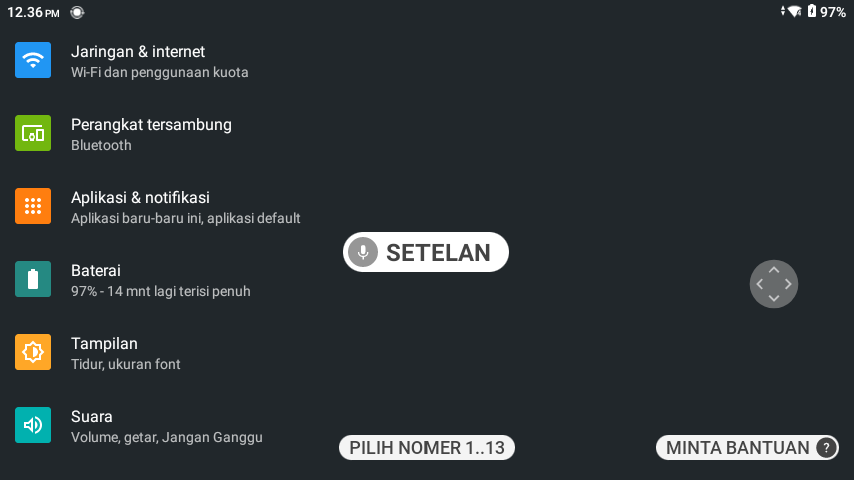 12.36 PM
97%
Jaringan & internet
Wi-Fi dan penggunaan kuota
Perangkat tersambung
Bluetooth
Aplikasi & notifikasi
Aplikasi baru-baru ini, aplikasi default
SETELAN
Baterai
97% - 14 mnt lagi terisi penuh
Tampilan
Tidur, ukuran font
Suara
Volume, getar, Jangan Ganggu
PILIH NOMER 1..13
MINTA BANTUAN ?